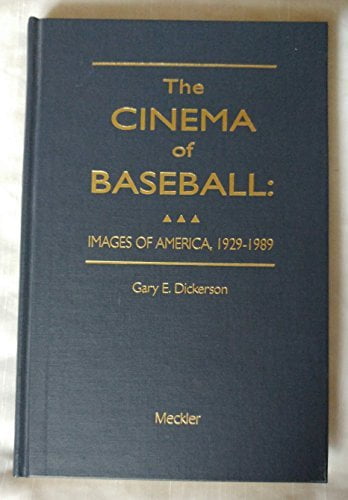 The
CINEMA
of
BASEBALL:
▲▲▲
IMAGES OF AMERICA, 1929-1989
Gary E. Dickerson
Meckler